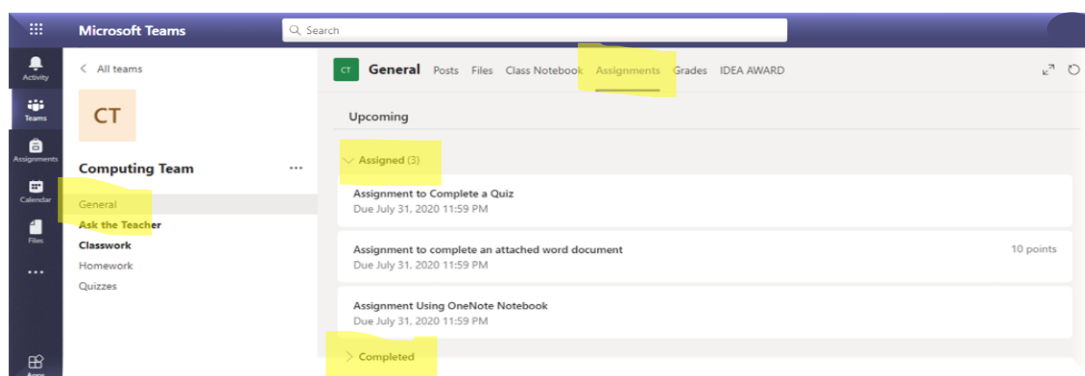 Microsoft Teams
Search
Activity
Teams
Assignments
Calendar
Files
...
Apps
All teams
CT
Computing Team
...
General
Ask the Teacher
Classwork
Homework
Quizzes
CT General Posts Files Class Notebook Assignments Grades IDEA AWARD
Upcoming
Assigned (3)
Assignment to Complete a Quiz
Due July 31, 2020 11:59 PM
Assignment to complete an attached word document 10 points
Due July 31, 2020 11:59 PM
Assignment Using OneNote Notebook
Due July 31, 2020 11:59 PM
Completed